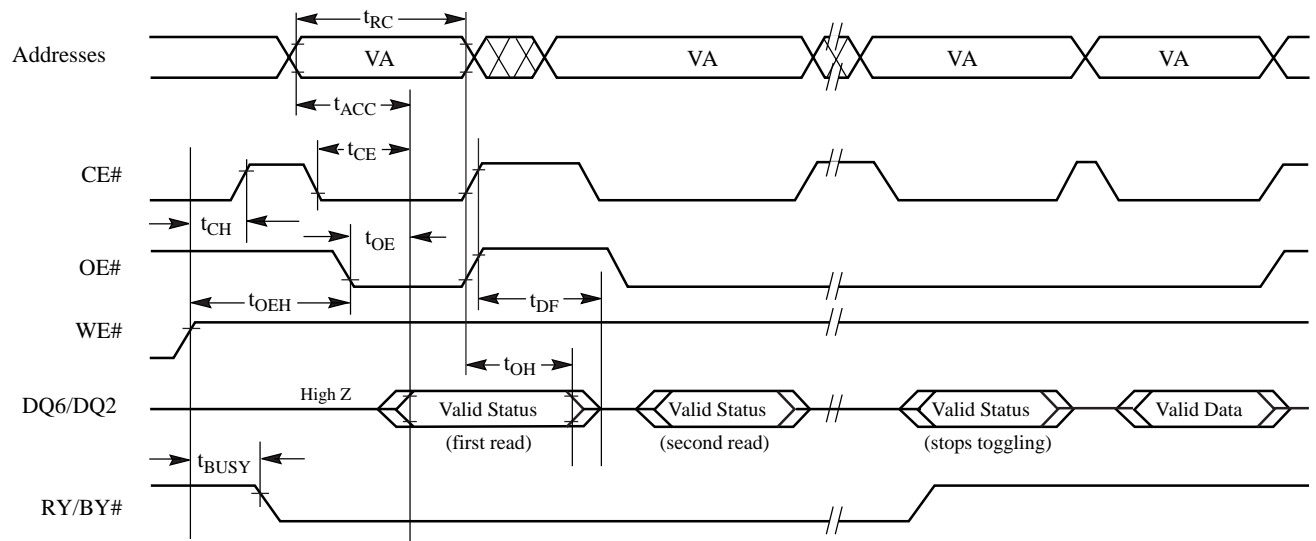 tRC
Addresses VA VA VA VA
tACC
tCE
CE#
tCH
tOE
OE#
tOEH
tDF
WE#
tOH
High Z
DQ6/DQ2 Valid Status Valid Status Valid Status Valid Data
(first read) (second read) (stops toggling)
tBUSY
RY/BY#